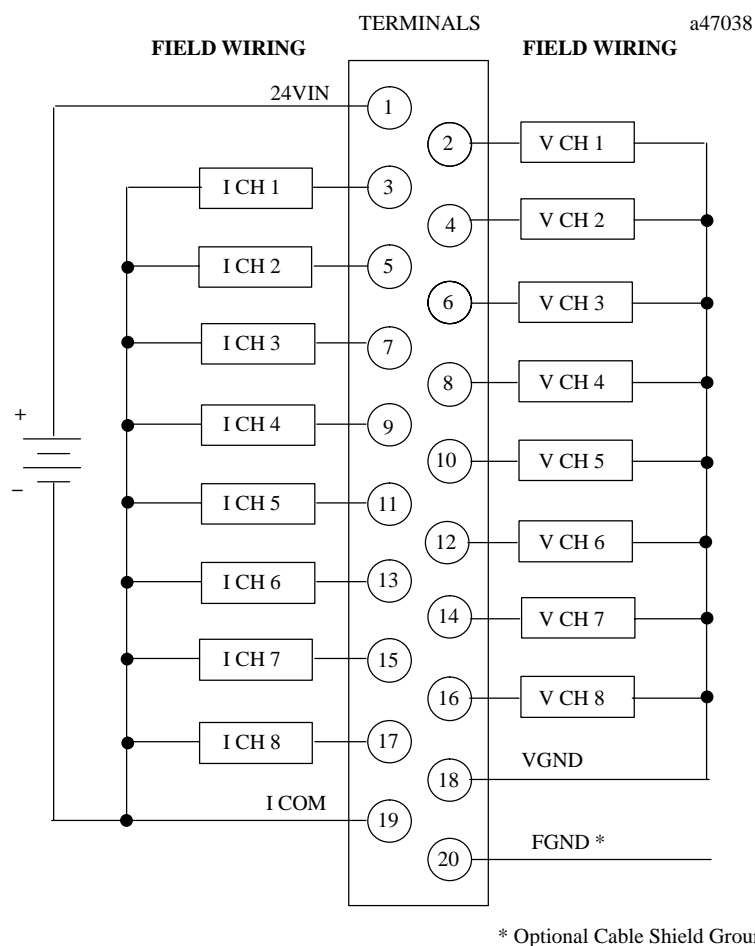 TERMINALS
a47038
FIELD WIRING
FIELD WIRING
24VIN
1
2
V CH 1
I CH 1
3
4
V CH 2
I CH 2
5
6
V CH 3
I CH 3
7
8
V CH 4
+
I CH 4
9
10
V CH 5
−
I CH 5
11
12
V CH 6
I CH 6
13
14
V CH 7
I CH 7
15
16
V CH 8
I CH 8
17
18
VGND
I COM
19
20
FGND *
* Optional Cable Shield